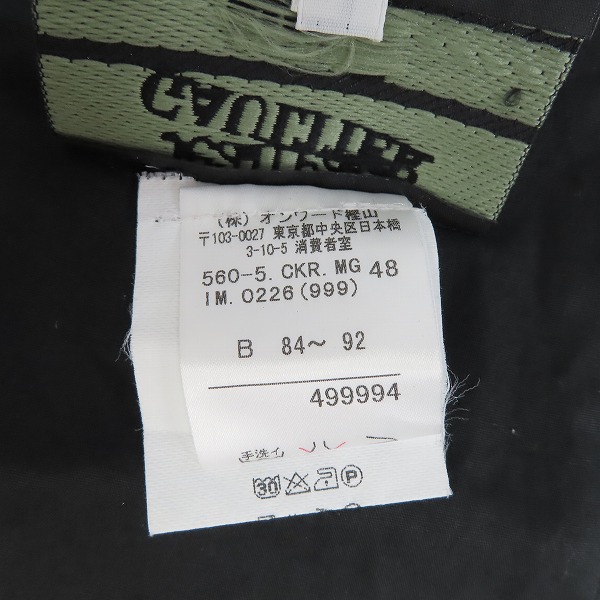 GAULTIER
(株) オンワード樫山
〒103-0027 東京都中央区日本橋
3-10-5 消費者室
560-5. CKR. MG 48
IM. 0226 (999)
B 84～ 92
499994
手洗イ
30 P